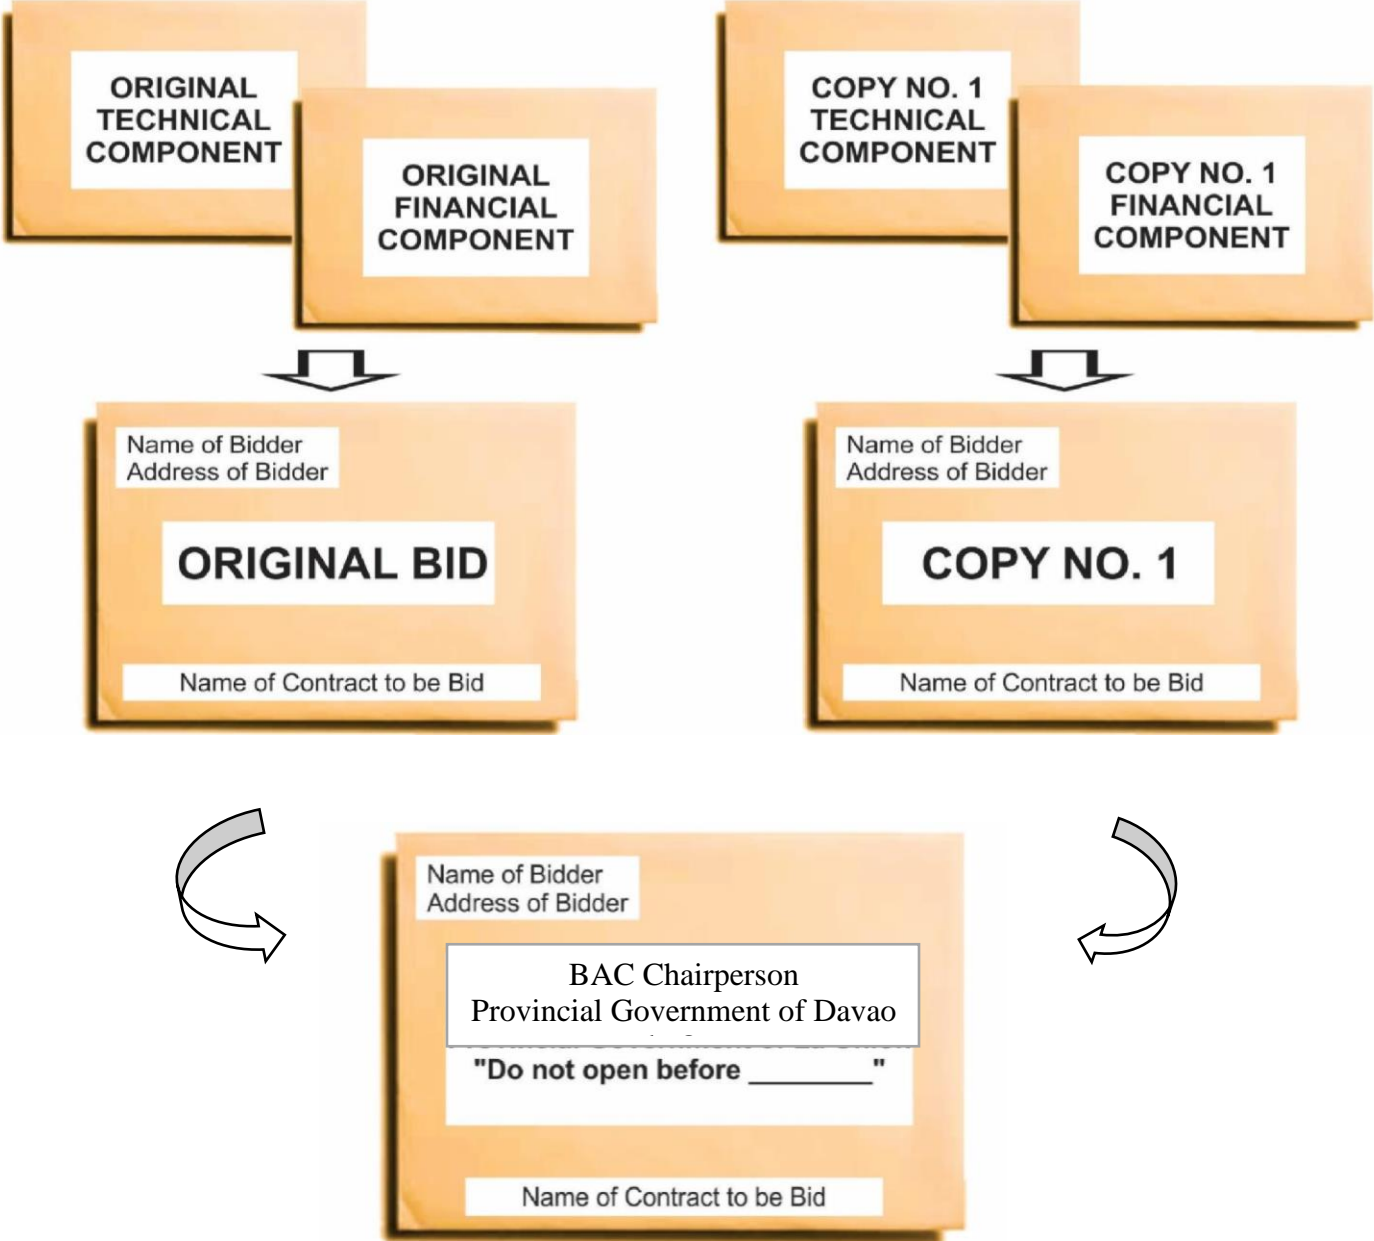 ORIGINAL
TECHNICAL
COMPONENT
ORIGINAL
FINANCIAL
COMPONENT
COPY NO. 1
TECHNICAL
COMPONENT
COPY NO. 1
FINANCIAL
COMPONENT
Name of Bidder
Address of Bidder
ORIGINAL BID
Name of Contract to be Bid
Name of Bidder
Address of Bidder
COPY NO. 1
Name of Contract to be Bid
Name of Bidder
Address of Bidder
BAC Chairperson
Provincial Government of Davao
"Do not open before ________"
Name of Contract to be Bid